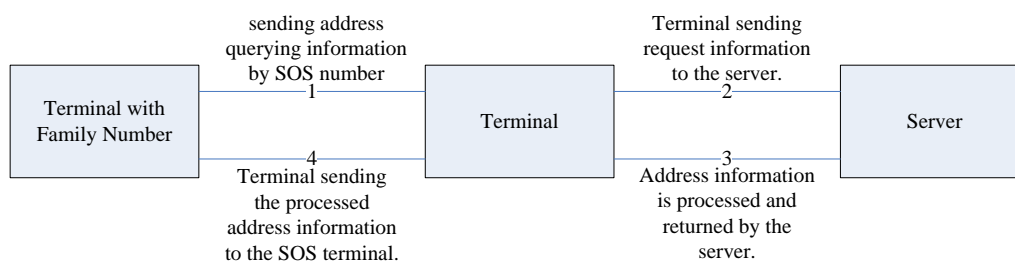 sending address
querying information
by SOS number
1
Terminal sending
request information
to the server.
2
Terminal with
Family Number
Terminal
Server
4
Terminal sending
the processed
address information
to the SOS terminal.
3
Address information
is processed and
returned by the
server.